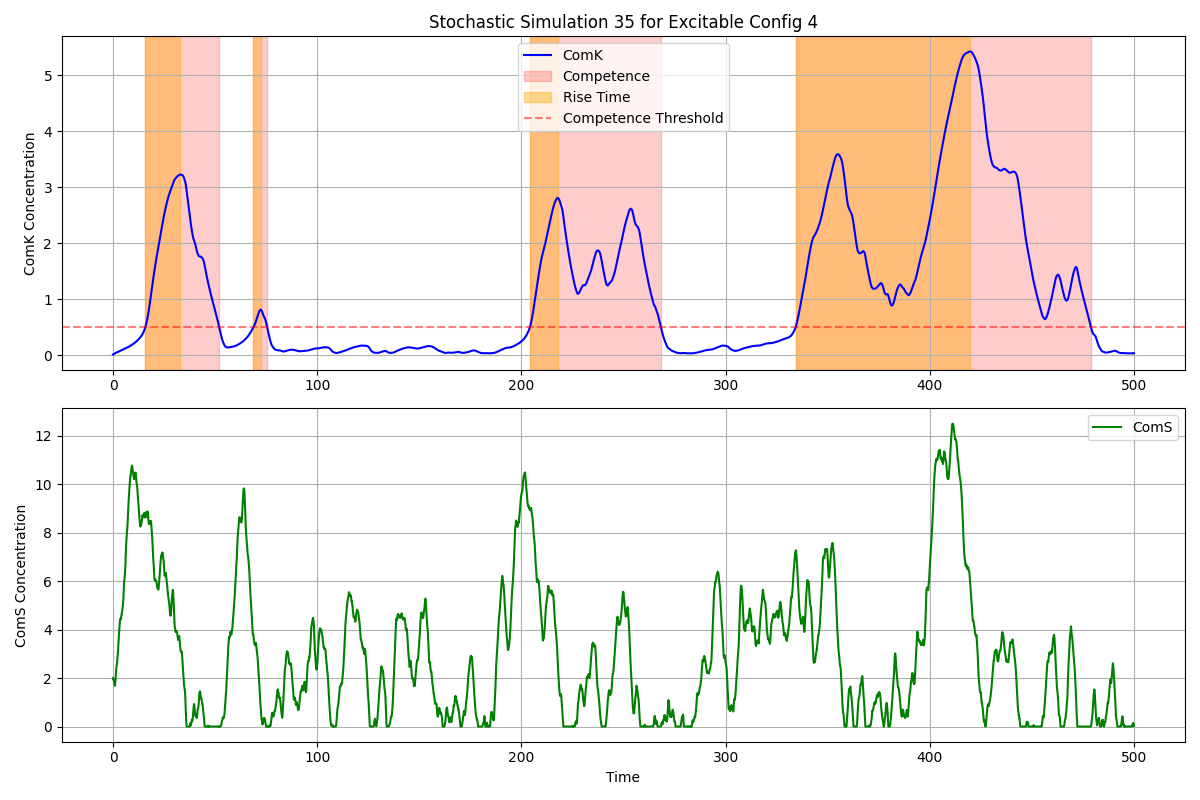 Stochastic Simulation 35 for Excitable Config 4
ComK Concentration
5
4
3
2
1
0
ComK
Competence
Rise Time
Competence Threshold
0 100 200 300 400 500
ComS Concentration
12
10
8
6
4
2
0
ComS
0 100 200 300 400 500
Time